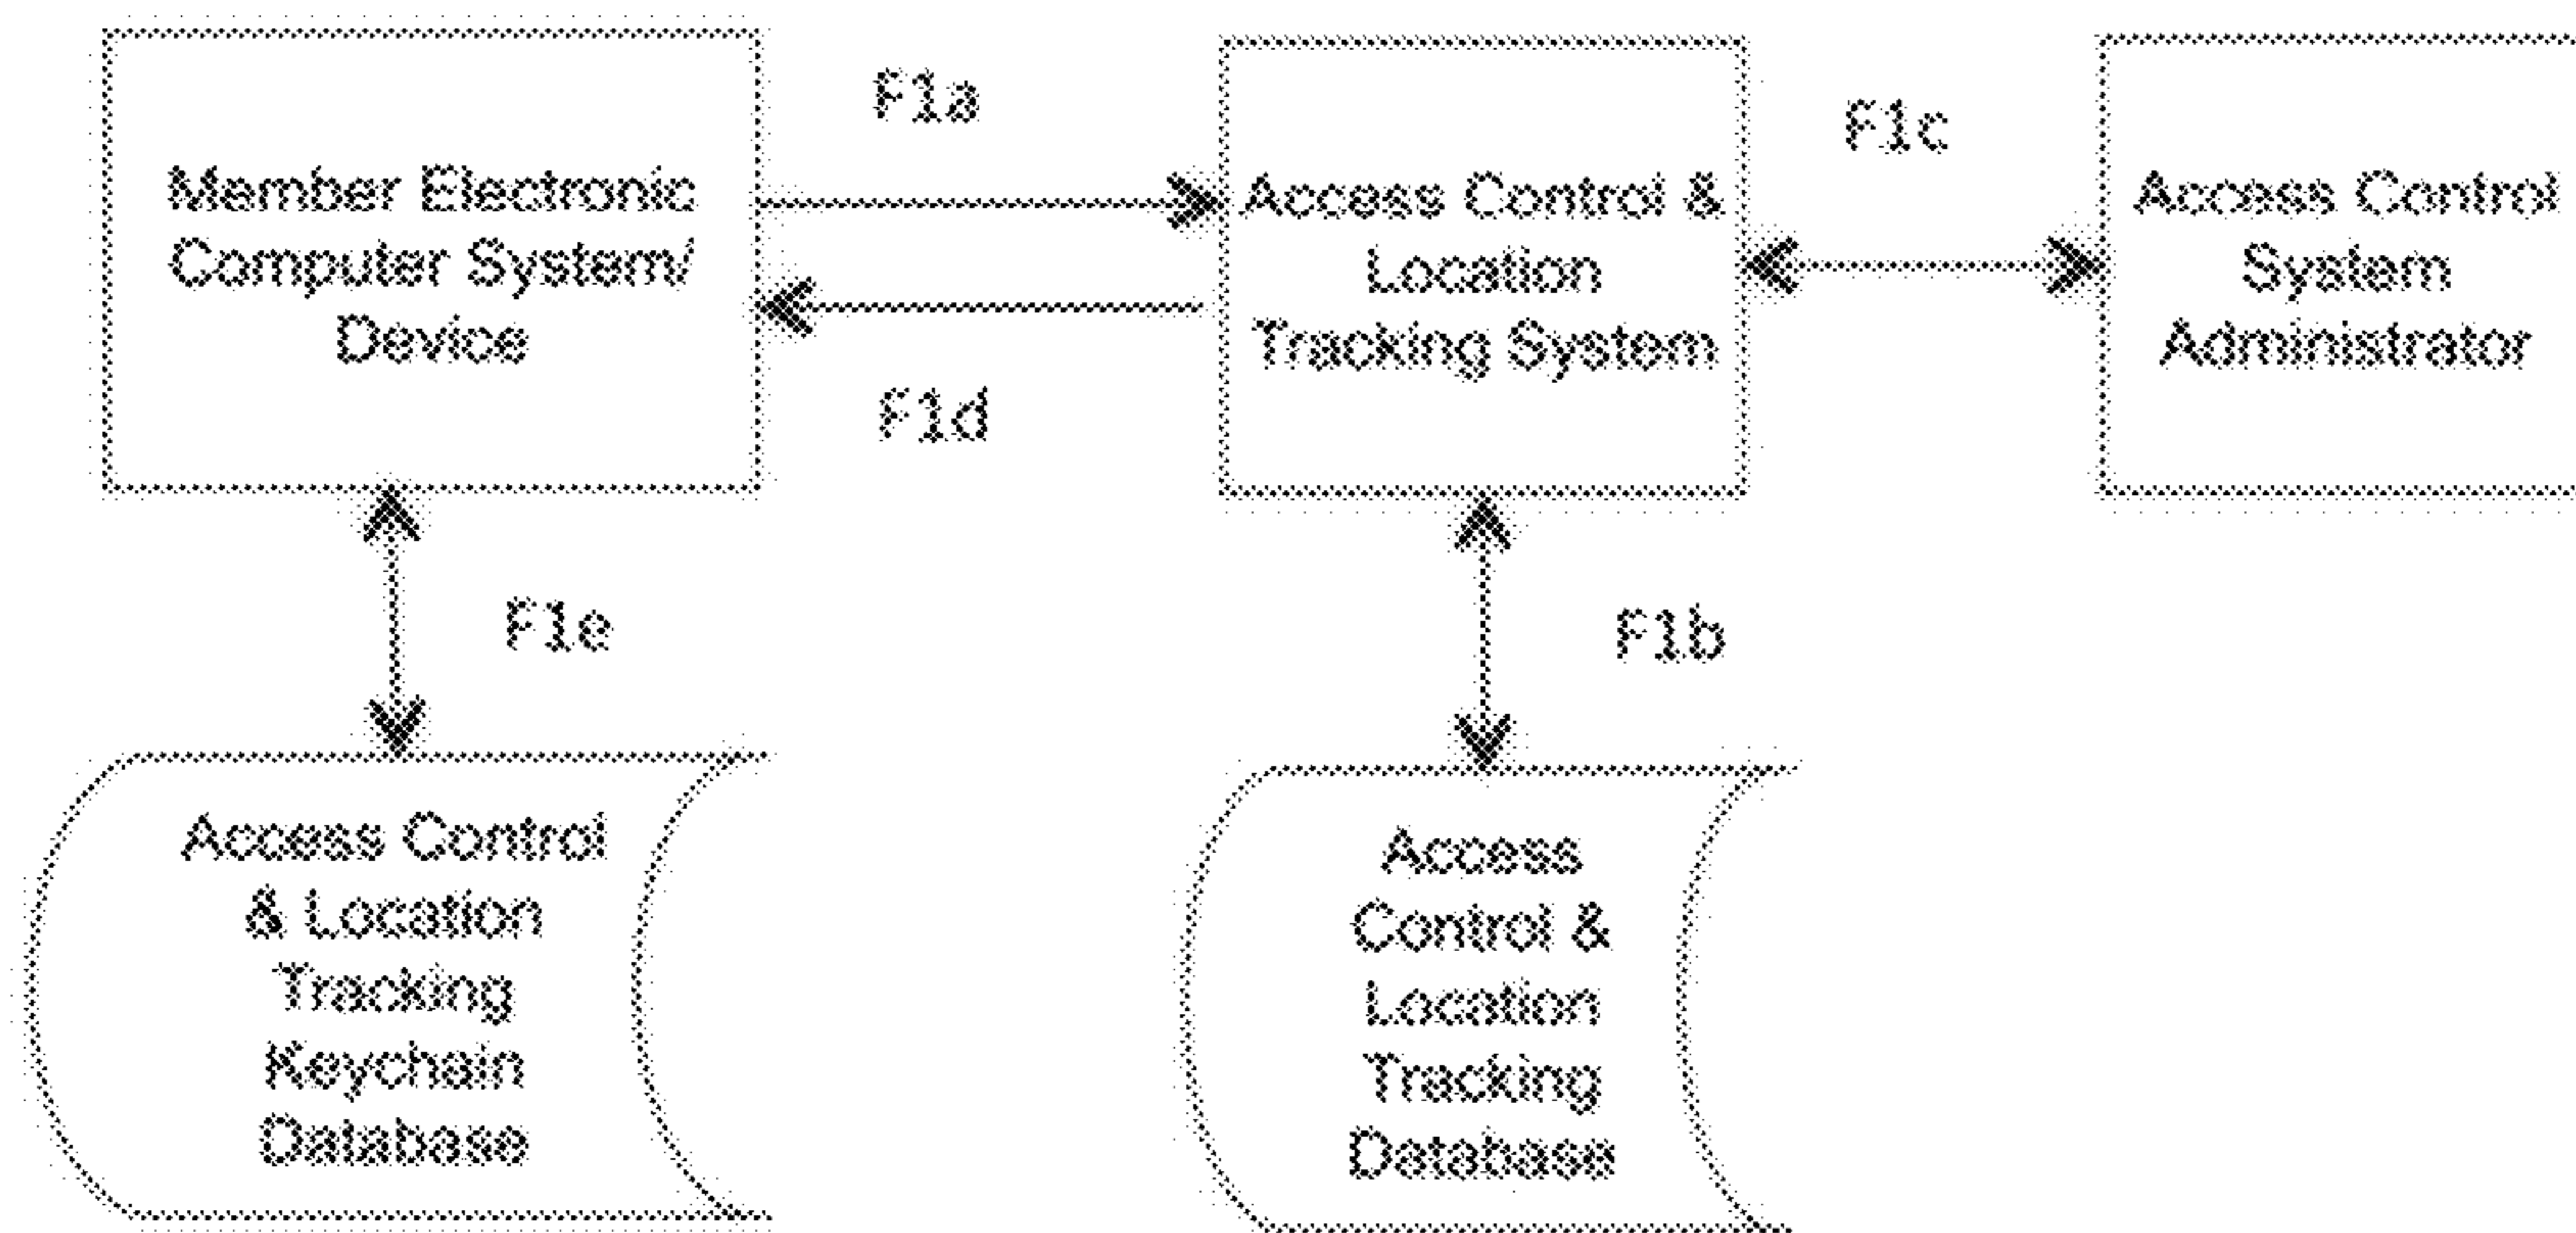 Member Electronic
Computer System/
Device
F1a
F1d
Access Control &
Location
Tracking System
F1c
Access Control
System
Administrator
F1e
F1b
Access Control
& Location
Tracking
Keychain
Database
Access
Control &
Location
Tracking
Database